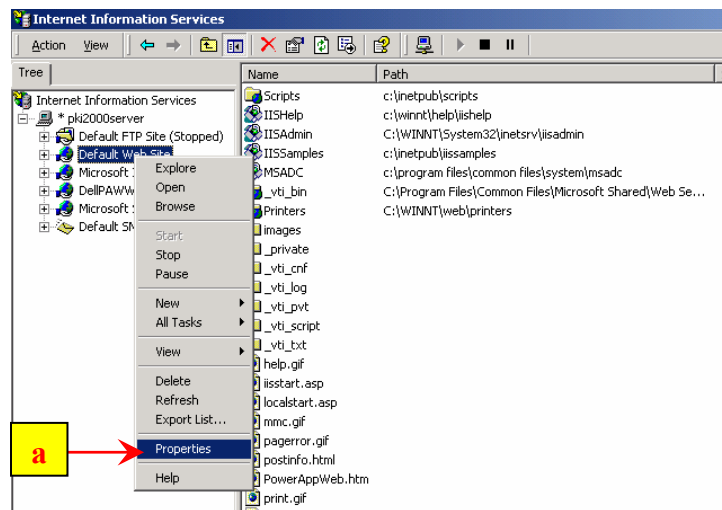 Internet Information Services
Action View
Tree
Name Path
Internet Information Services
* pki2000server
Default FTP Site (Stopped)
Default Web Site
Microsoft
DellPAWW
Microsoft
Default SM
Explore
Open
Browse
Start
Stop
Pause
New
All Tasks
View
Delete
Refresh
Export List...
Properties
Help
a
Scripts c:\inetpub\scripts
IISHelp c:\winnt\help\iishelp
IISAdmin C:\WINNT\System32\inetsrv\iisadmin
IISSamples c:\inetpub\iissamples
MSADC c:\program files\common files\system\msadc
_vti_bin C:\Program Files\Common Files\Microsoft Shared\Web Se...
Printers C:\WINNT\web\printers
images
_private
_vti_cnf
_vti_log
_vti_pvt
_vti_script
_vti_txt
help.gif
iisstart.asp
localstart.asp
mmc.gif
pagerror.gif
postinfo.html
PowerAppWeb.htm
print.gif